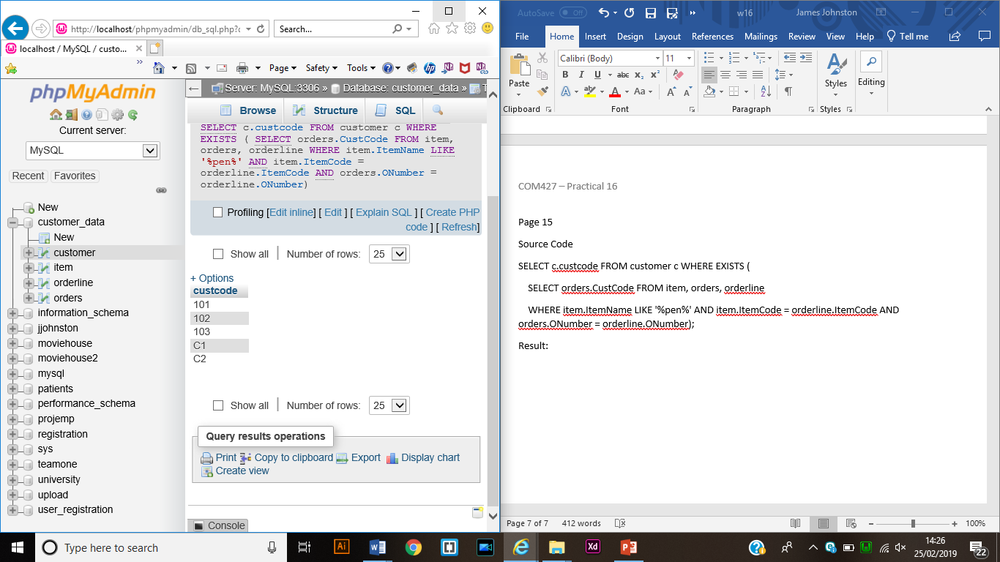 http://localhost/phpmyadmin/db_sql.php?c
Search...
localhost / MySQL / custo...
Page
Safety
Tools
phpMyAdmin
Current server:
MySQL
Recent
Favorites
New
customer_data
New
customer
item
orderline
orders
information_schema
jjohnston
moviehouse
moviehouse2
mysql
patients
performance_schema
projemp
registration
sys
teamone
university
upload
user_registration
Server: MySQL:3306 » Database: customer_data »
Browse
Structure
SQL
SELECT c.custcode FROM customer c WHERE
EXISTS ( SELECT orders.CustCode FROM item,
orders, orderline WHERE item.ItemName LIKE
'%pen%' AND item.ItemCode =
orderline.ItemCode AND orders.ONumber =
orderline.ONumber)
Profiling [Edit inline] [ Edit ] [ Explain SQL ] [ Create PHP
code ] [ Refresh]
Show all | Number of rows: 25
+ Options
custcode
101
102
103
C1
C2
Show all | Number of rows: 25
Query results operations
Print Copy to clipboard Export Display chart
Create view
Console
AutoSave Off
w16
James Johnston
File Home Insert Design Layout References Mailings Review View Help Tell me
Paste
Calibri (Body) 11
B I U abc x₂ x²
A ab A Aa A A
Styles
Editing
Clipboard
Font
Paragraph
Styles
COM427 – Practical 16
Page 15
Source Code
SELECT c.custcode FROM customer c WHERE EXISTS (
SELECT orders.CustCode FROM item, orders, orderline
WHERE item.ItemName LIKE '%pen%' AND item.ItemCode = orderline.ItemCode AND
orders.ONumber = orderline.ONumber);
Result:
Page 7 of 7 412 words
100%
Type here to search
14:26
25/02/2019
22